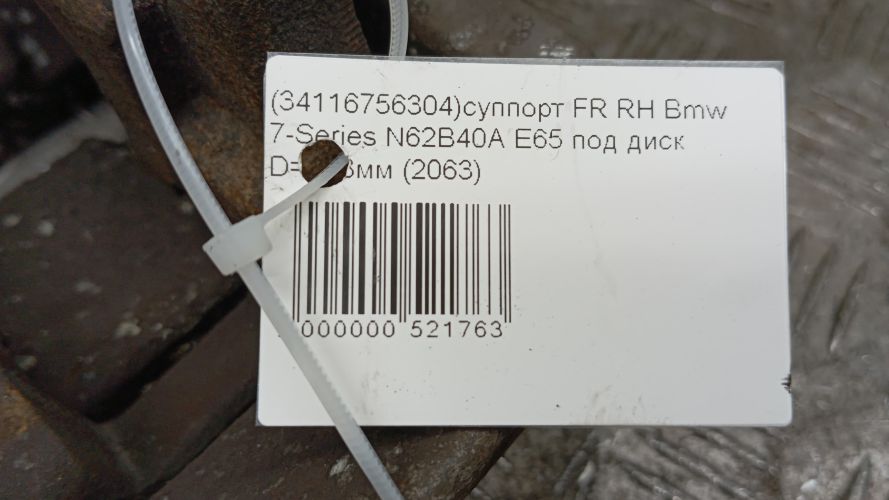 (34116756304)суппорт FR RH Bmw
7-Series N62B40A E65 под диск
(2063)
000000 521763